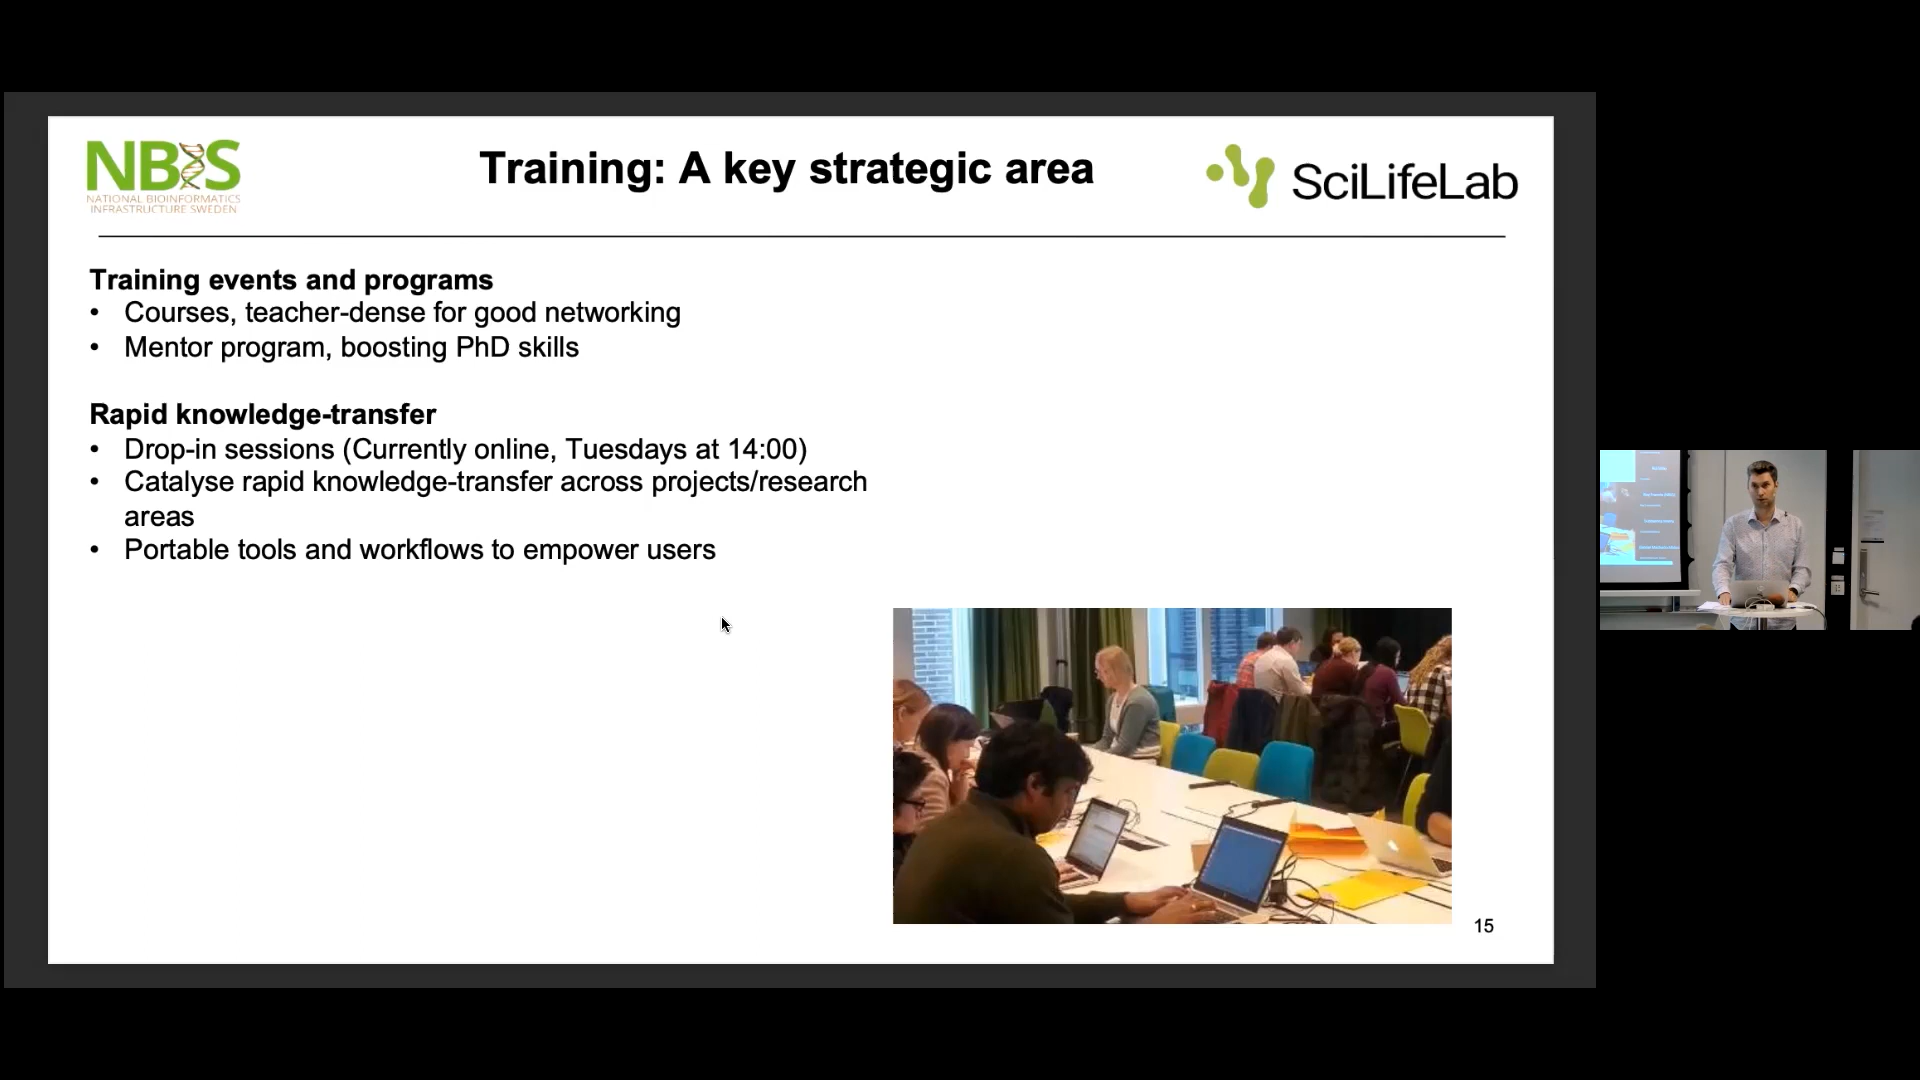 NBIS
NATIONAL BIOINFORMATICS
INFRASTRUCTURE SWEDEN
Training: A key strategic area
SciLifeLab
Training events and programs
• Courses, teacher-dense for good networking
• Mentor program, boosting PhD skills
Rapid knowledge-transfer
• Drop-in sessions (Currently online, Tuesdays at 14:00)
• Catalyse rapid knowledge-transfer across projects/research
areas
• Portable tools and workflows to empower users
15